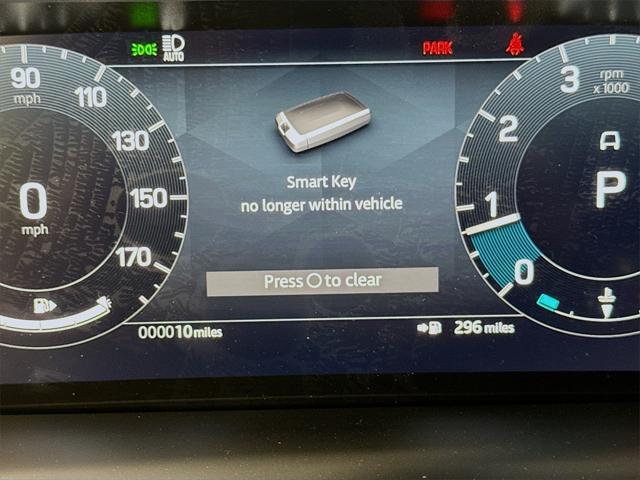 AUTO
PARK
90
mph
110
130
150
170
0
mph
Smart Key
no longer within vehicle
Press O to clear
000010 miles
296 miles
3
rpm
x 1000
2
1
0
A
P